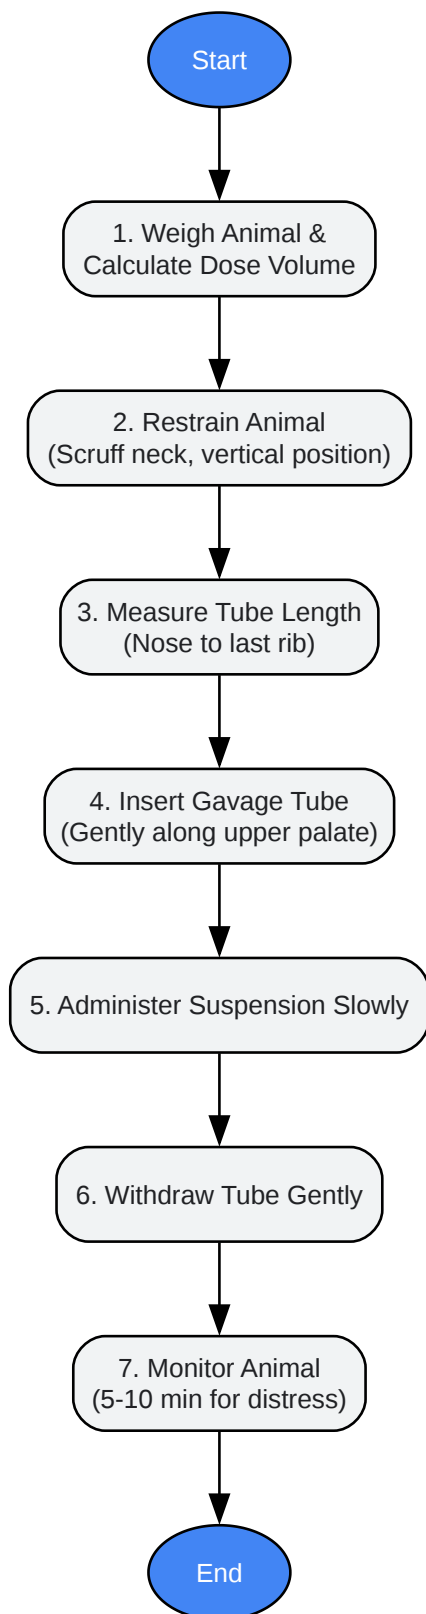 Start
1. Weigh Animal &
Calculate Dose Volume
2. Restrain Animal
(Scruff neck, vertical position)
3. Measure Tube Length
(Nose to last rib)
4. Insert Gavage Tube
(Gently along upper palate)
5. Administer Suspension Slowly
6. Withdraw Tube Gently
7. Monitor Animal
(5-10 min for distress)
End